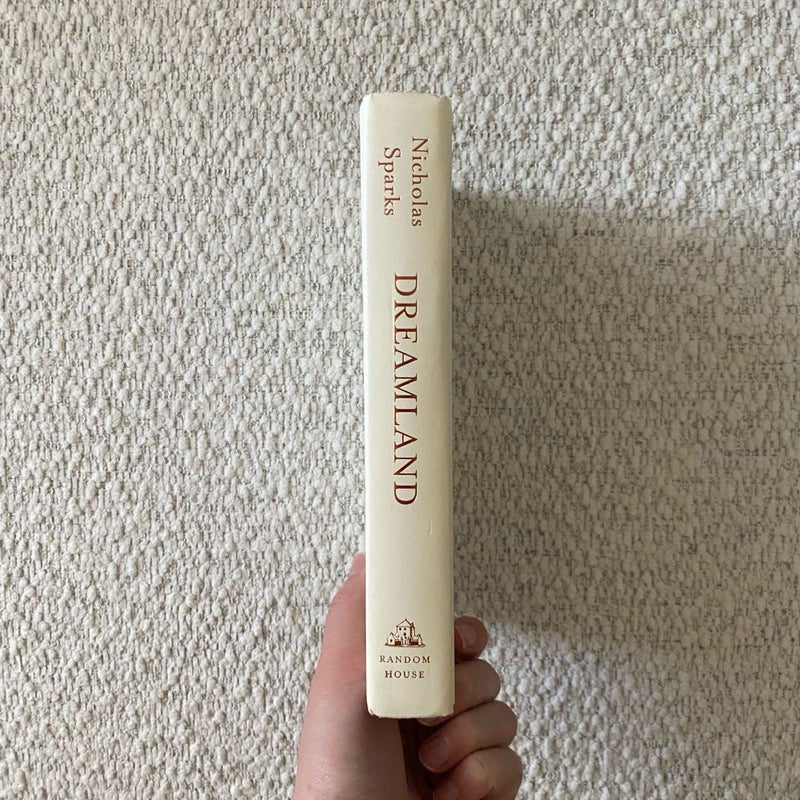 Nicholas
Sparks
DREAMLAND
RANDOM
HOUSE